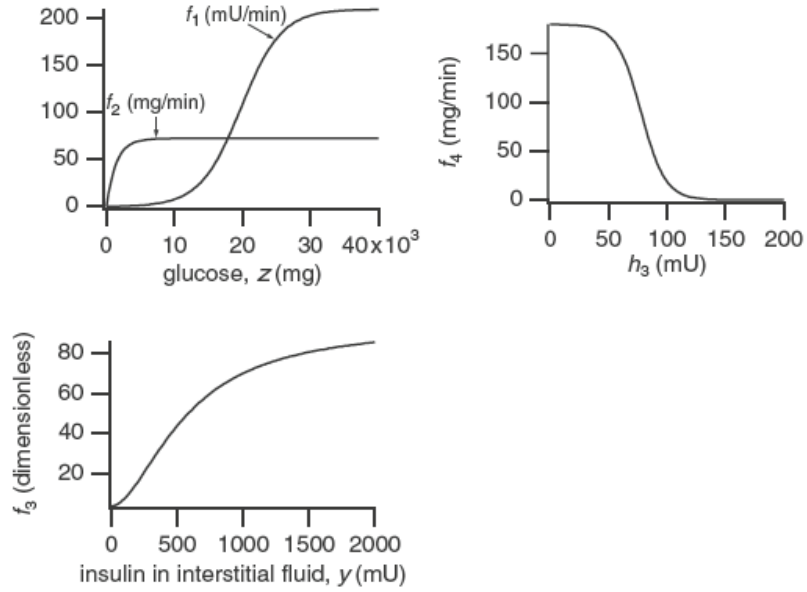 f₁ (mU/min)
200
150
100
50
0
f₂ (mg/min)
0 10 20 30 40x10³
glucose, z (mg)
f₄ (mg/min)
150
100
50
0
0 50 100 150 200
h₃ (mU)
f₃ (dimensionless)
80
60
40
20
0 500 1000 1500 2000
insulin in interstitial fluid, y (mU)